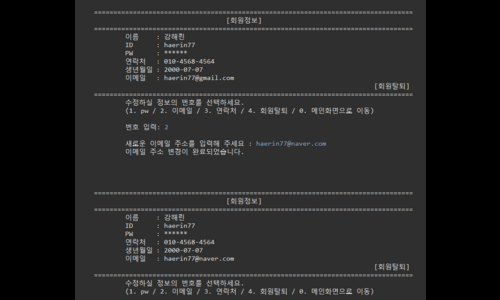 ================================================================================
[회원정보]
================================================================================
이름 : 강해린
ID : haerin77
PW : ******
연락처 : 010-4568-4564
생년월일 : 2000-07-07
이메일 : haerin77@gmail.com
[회원탈퇴]
================================================================================
수정하실 정보의 번호를 선택하세요.
(1. pw / 2. 이메일 / 3. 연락처 / 4. 회원탈퇴 / 0. 메인화면으로 이동)
번호 입력: 2
새로운 이메일 주소를 입력해 주세요 : haerin77@naver.com
이메일 주소 변경이 완료되었습니다.
================================================================================
[회원정보]
================================================================================
이름 : 강해린
ID : haerin77
PW : ******
연락처 : 010-4568-4564
생년월일 : 2000-07-07
이메일 : haerin77@naver.com
[회원탈퇴]
================================================================================
수정하실 정보의 번호를 선택하세요.
(1. pw / 2. 이메일 / 3. 연락처 / 4. 회원탈퇴 / 0. 메인화면으로 이동)